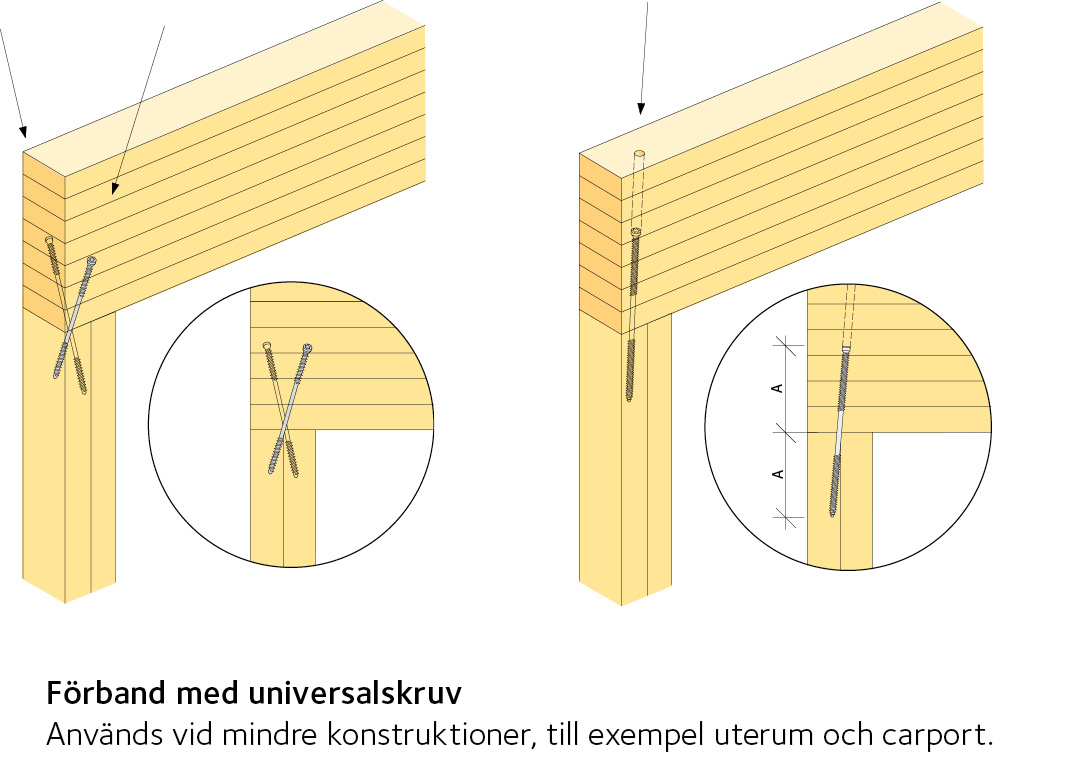 A
A
Förband med universalskruv
Används vid mindre konstruktioner, till exempel uterum och carport.